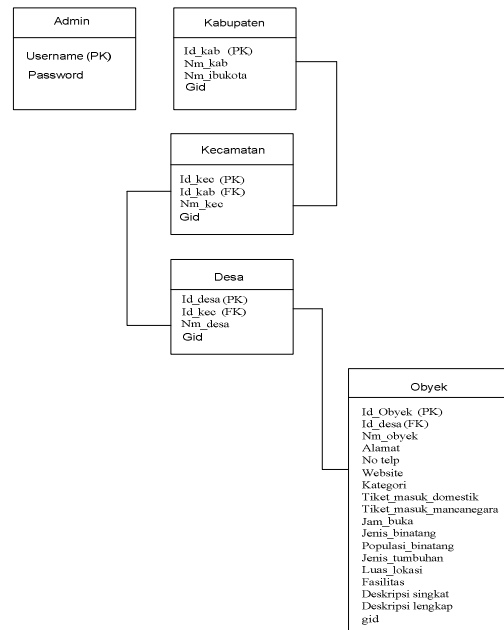 Admin
Username (PK)
Password
Kabupaten
Id_kab (PK)
Nm_kab
Nm_ibukota
Gid
Kecamatan
Id_kec (PK)
Id_kab (FK)
Nm_kec
Gid
Desa
Id_desa (PK)
Id_kec (FK)
Nm_desa
Gid
Obyek
Id_Obyek (PK)
Id_desa (FK)
Nm_obyek
Alamat
No telp
Website
Kategori
Tiket_masuk_domestik
Tiket_masuk_mancanegara
Jam_buka
Jenis_binatang
Populasi_binatang
Jenis_tumbuhan
Luas_lokasi
Fasilitas
Deskripsi singkat
Deskripsi lengkap
gid